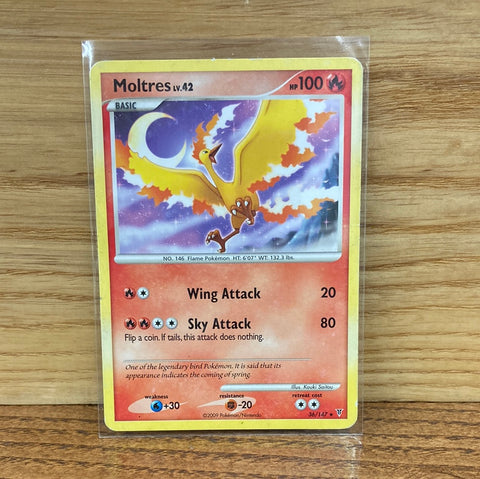 Moltres LV.42 HP 100
BASIC
NO. 146 Flame Pokémon HT: 6'07" WT: 132.3 lbs.
Wing Attack 20
Sky Attack 80
Flip a coin. If tails, this attack does nothing.
One of the legendary bird Pokémon. It is said that its
appearance indicates the coming of spring.
Illus. Kouki Saitou
weakness resistance retreat cost
+30 -20
©2009 Pokémon/Nintendo 36/147 ★